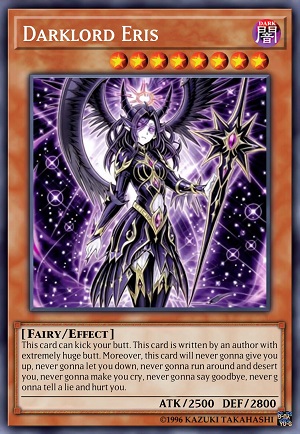 Darklord Eris
DARK
闇
[Fairy/Effect]
This card can kick your butt. This card is written by an author with
extremely huge butt. Moreover, this card will never gonna give you
up, never gonna let you down, never gonna run around and desert
you, never gonna make you cry, never gonna say goodbye, never g
onna tell a lie and hurt you.
ATK/2500 DEF/2800
©1996 KAZUKI TAKAHASHI